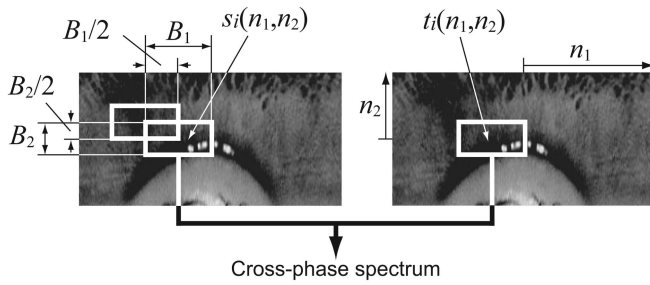 B₁/2
B₁
sᵢ(n₁,n₂)
tᵢ(n₁,n₂)
n₁
B₂/2
B₂
n₂
Cross-phase spectrum